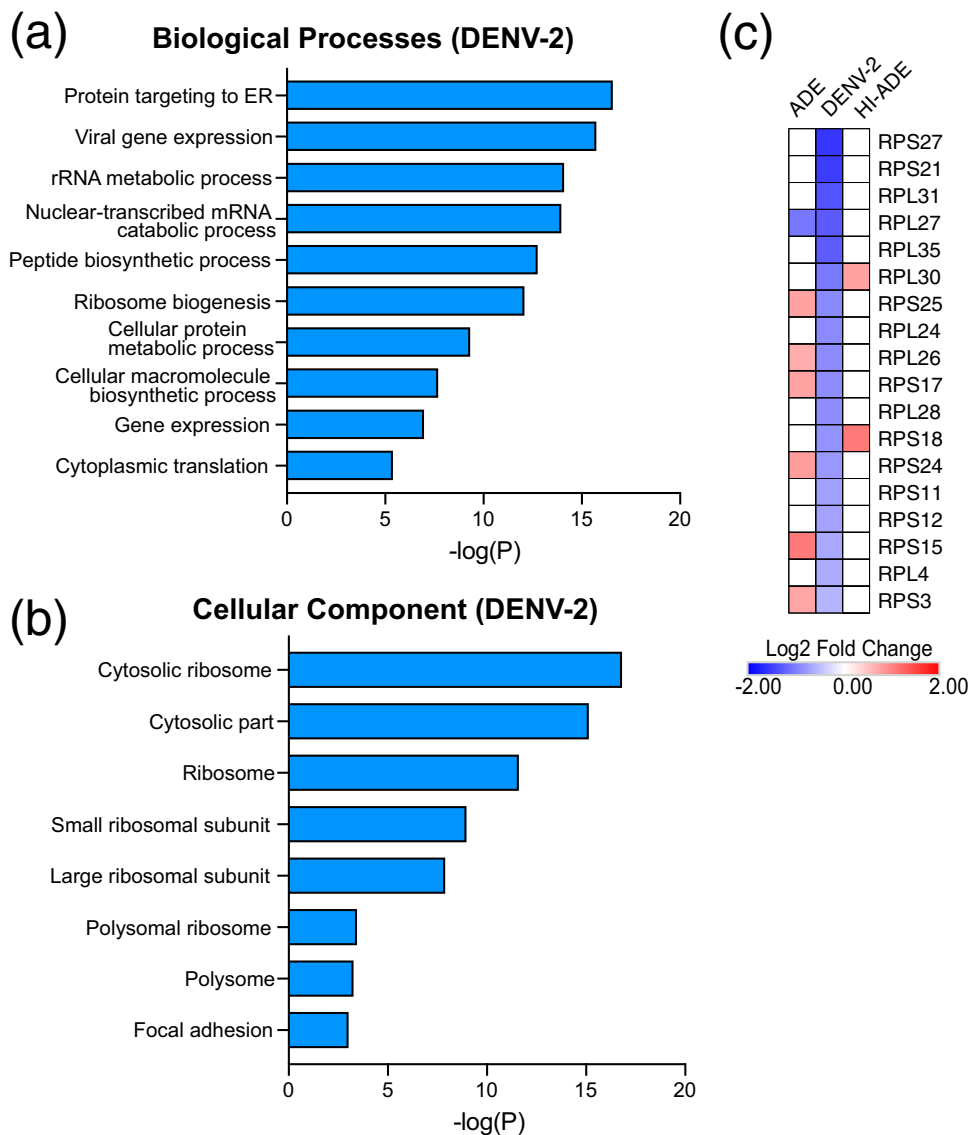 (a)
Biological Processes (DENV-2)
Protein targeting to ER
Viral gene expression
rRNA metabolic process
Nuclear-transcribed mRNA
catabolic process
Peptide biosynthetic process
Ribosome biogenesis
Cellular protein
metabolic process
Cellular macromolecule
biosynthetic process
Gene expression
Cytoplasmic translation
0 5 10 15 20
-log(P)
(b)
Cellular Component (DENV-2)
Cytosolic ribosome
Cytosolic part
Ribosome
Small ribosomal subunit
Large ribosomal subunit
Polysomal ribosome
Polysome
Focal adhesion
0 5 10 15 20
-log(P)
(c)
ADE DENV-2 HI-ADE
RPS27
RPS21
RPL31
RPL27
RPL35
RPL30
RPS25
RPL24
RPL26
RPS17
RPL28
RPS18
RPS24
RPS11
RPS12
RPS15
RPL4
RPS3
Log2 Fold Change
-2.00 0.00 2.00